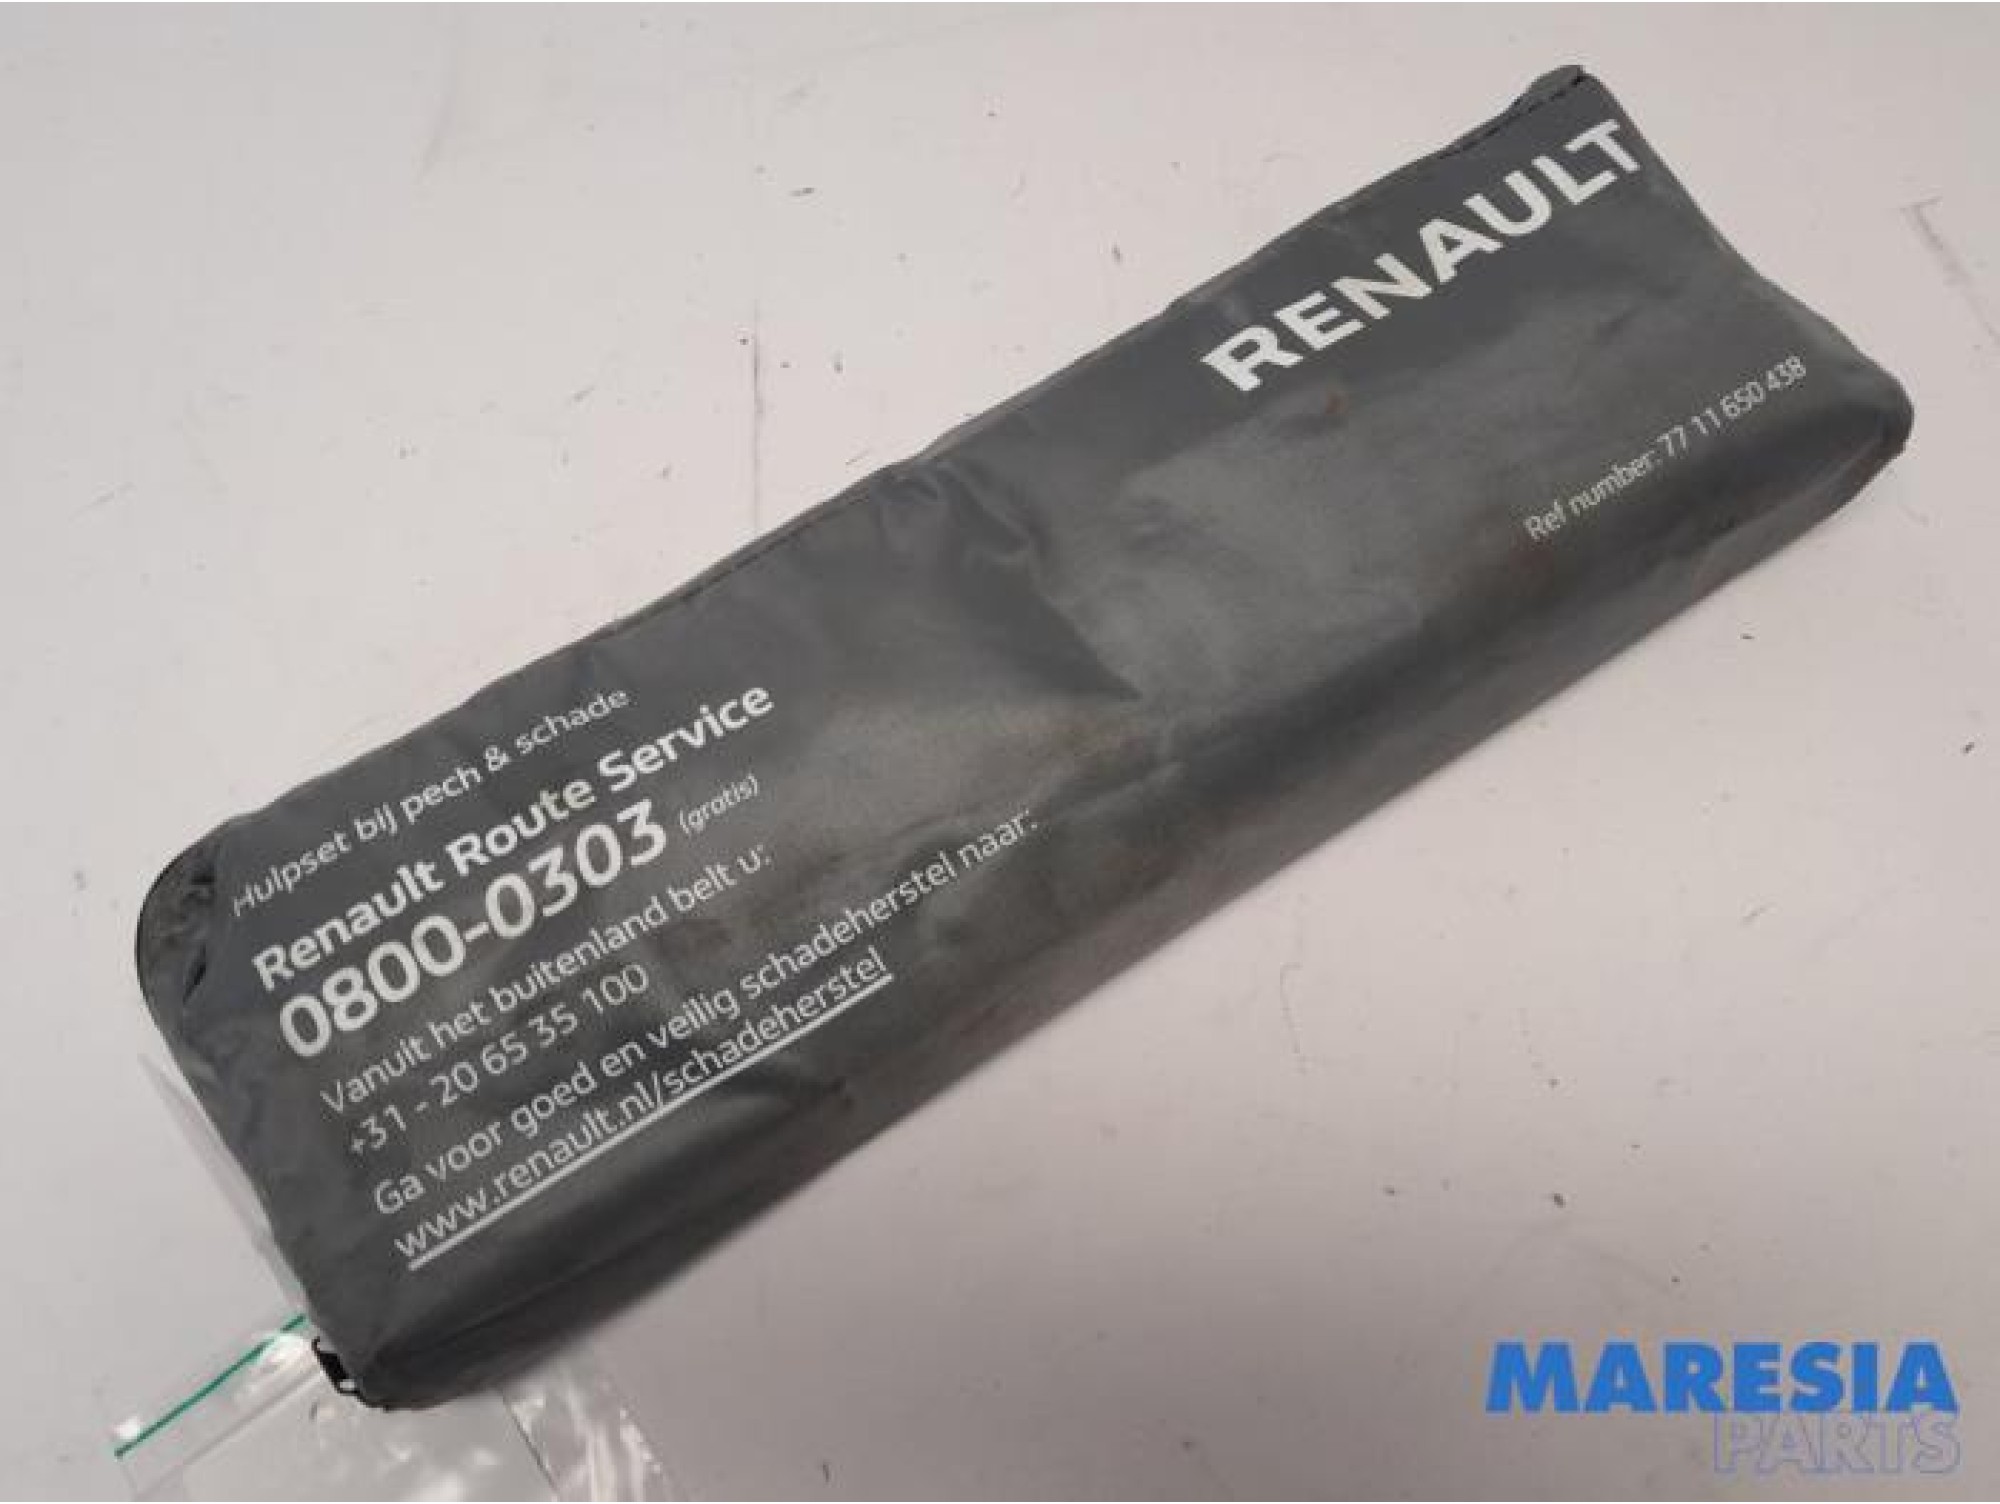 RENAULT
Ref number: 77 11 650 438
Hulpset bij pech & schade
Renault Route Service
0800-0303 (gratis)
Vanuit het buitenland belt u:
+31 - 20 65 35 100
Ga voor goed en veilig schadeherstel naar:
www.renault.nl/schadeherstel
MARESIA
PARTS